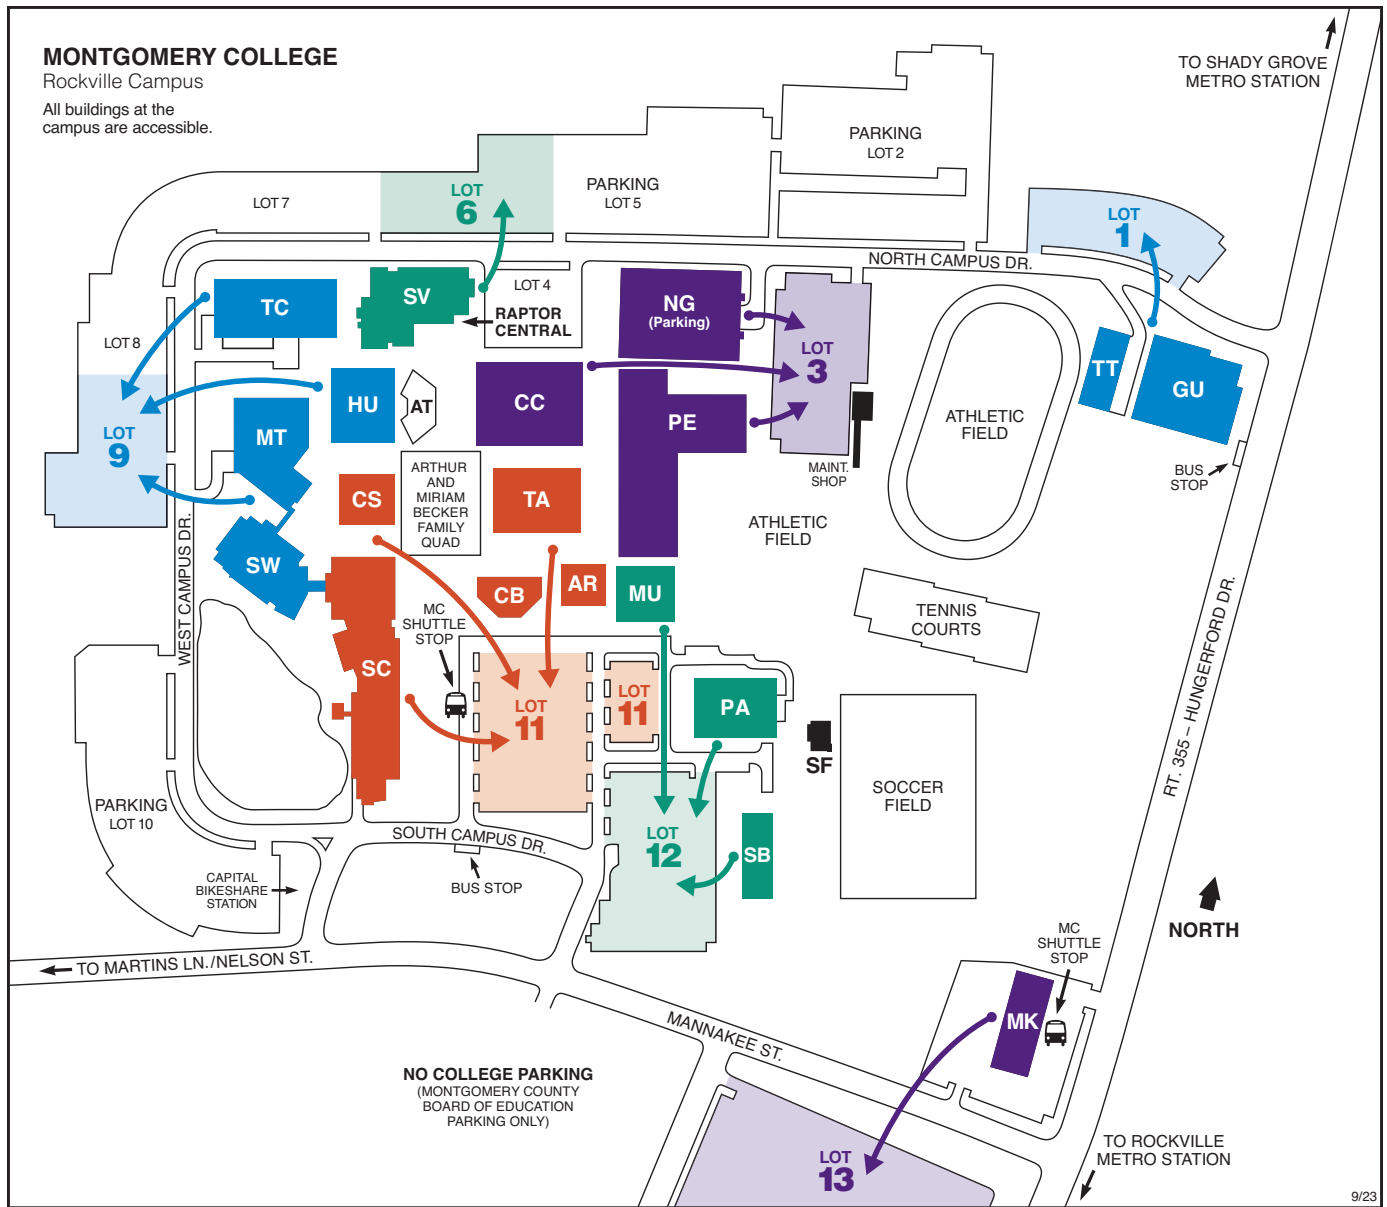 MONTGOMERY COLLEGE
Rockville Campus
All buildings at the
campus are accessible.
TO SHADY GROVE
METRO STATION
PARKING
LOT 2
PARKING
LOT 5
LOT
6
LOT 7
LOT
1
NORTH CAMPUS DR.
TC
SV
LOT 4
RAPTOR
CENTRAL
NG
(Parking)
LOT
3
LOT 8
TT
GU
HU
AT
CC
PE
ATHLETIC
FIELD
LOT
9
MT
MAINT.
SHOP
BUS
STOP
CS
ARTHUR
AND
MIRIAM
BECKER
FAMILY
QUAD
TA
ATHLETIC
FIELD
WEST CAMPUS DR.
SW
CB
AR
MU
MC
SHUTTLE
STOP
TENNIS
COURTS
RT. 355 – HUNGERFORD DR.
SC
LOT
11
LOT
11
PA
SF
SOCCER
FIELD
PARKING
LOT 10
SOUTH CAMPUS DR.
LOT
12
SB
CAPITAL
BIKESHARE
STATION
BUS STOP
NORTH
MC
SHUTTLE
STOP
TO MARTINS LN./NELSON ST.
MK
MANNAKEE ST.
NO COLLEGE PARKING
(MONTGOMERY COUNTY
BOARD OF EDUCATION
PARKING ONLY)
LOT
13
TO ROCKVILLE
METRO STATION
9/23